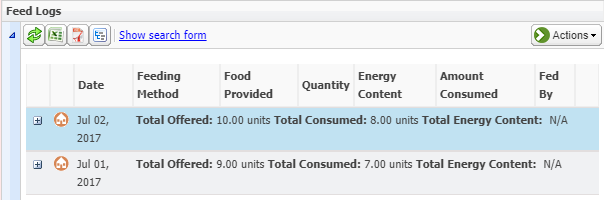 Feed Logs
Show search form Actions
Date Feeding Method Food Provided Quantity Energy Content Amount Consumed Fed By
Jul 02, 2017 Total Offered: 10.00 units Total Consumed: 8.00 units Total Energy Content: N/A
Jul 01, 2017 Total Offered: 9.00 units Total Consumed: 7.00 units Total Energy Content: N/A